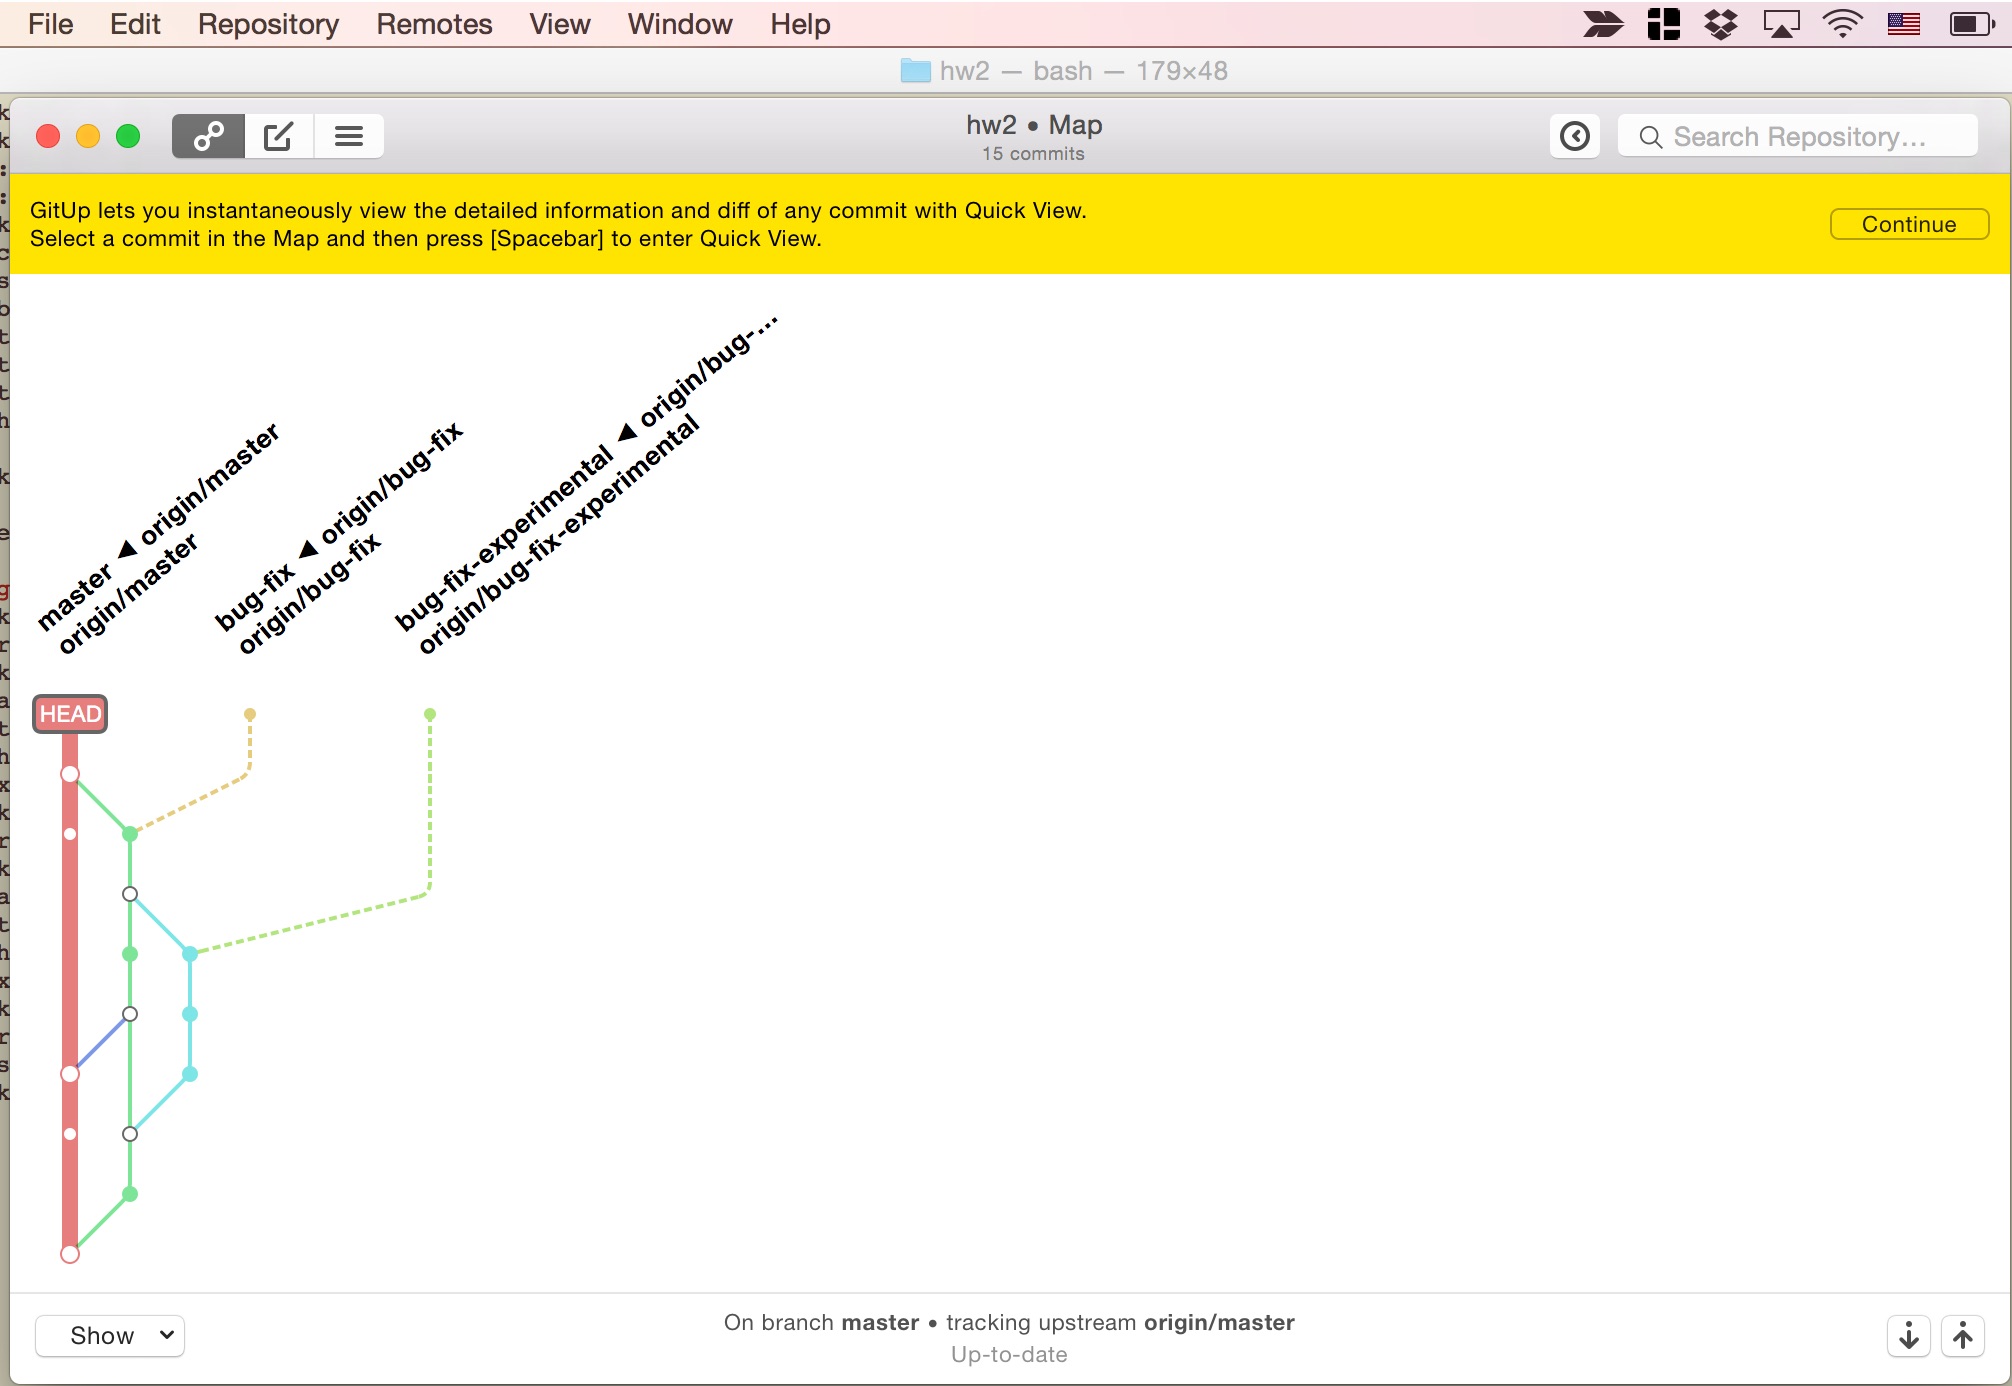 File Edit Repository Remotes View Window Help
hw2 — bash — 179×48
hw2 • Map
15 commits
Search Repository...
GitUp lets you instantaneously view the detailed information and diff of any commit with Quick View.
Select a commit in the Map and then press [Spacebar] to enter Quick View.
Continue
master ◀ origin/master
origin/master
bug-fix ◀ origin/bug-fix
origin/bug-fix
bug-fix-experimental ◀ origin/bug-...
origin/bug-fix-experimental
HEAD
Show
On branch master • tracking upstream origin/master
Up-to-date